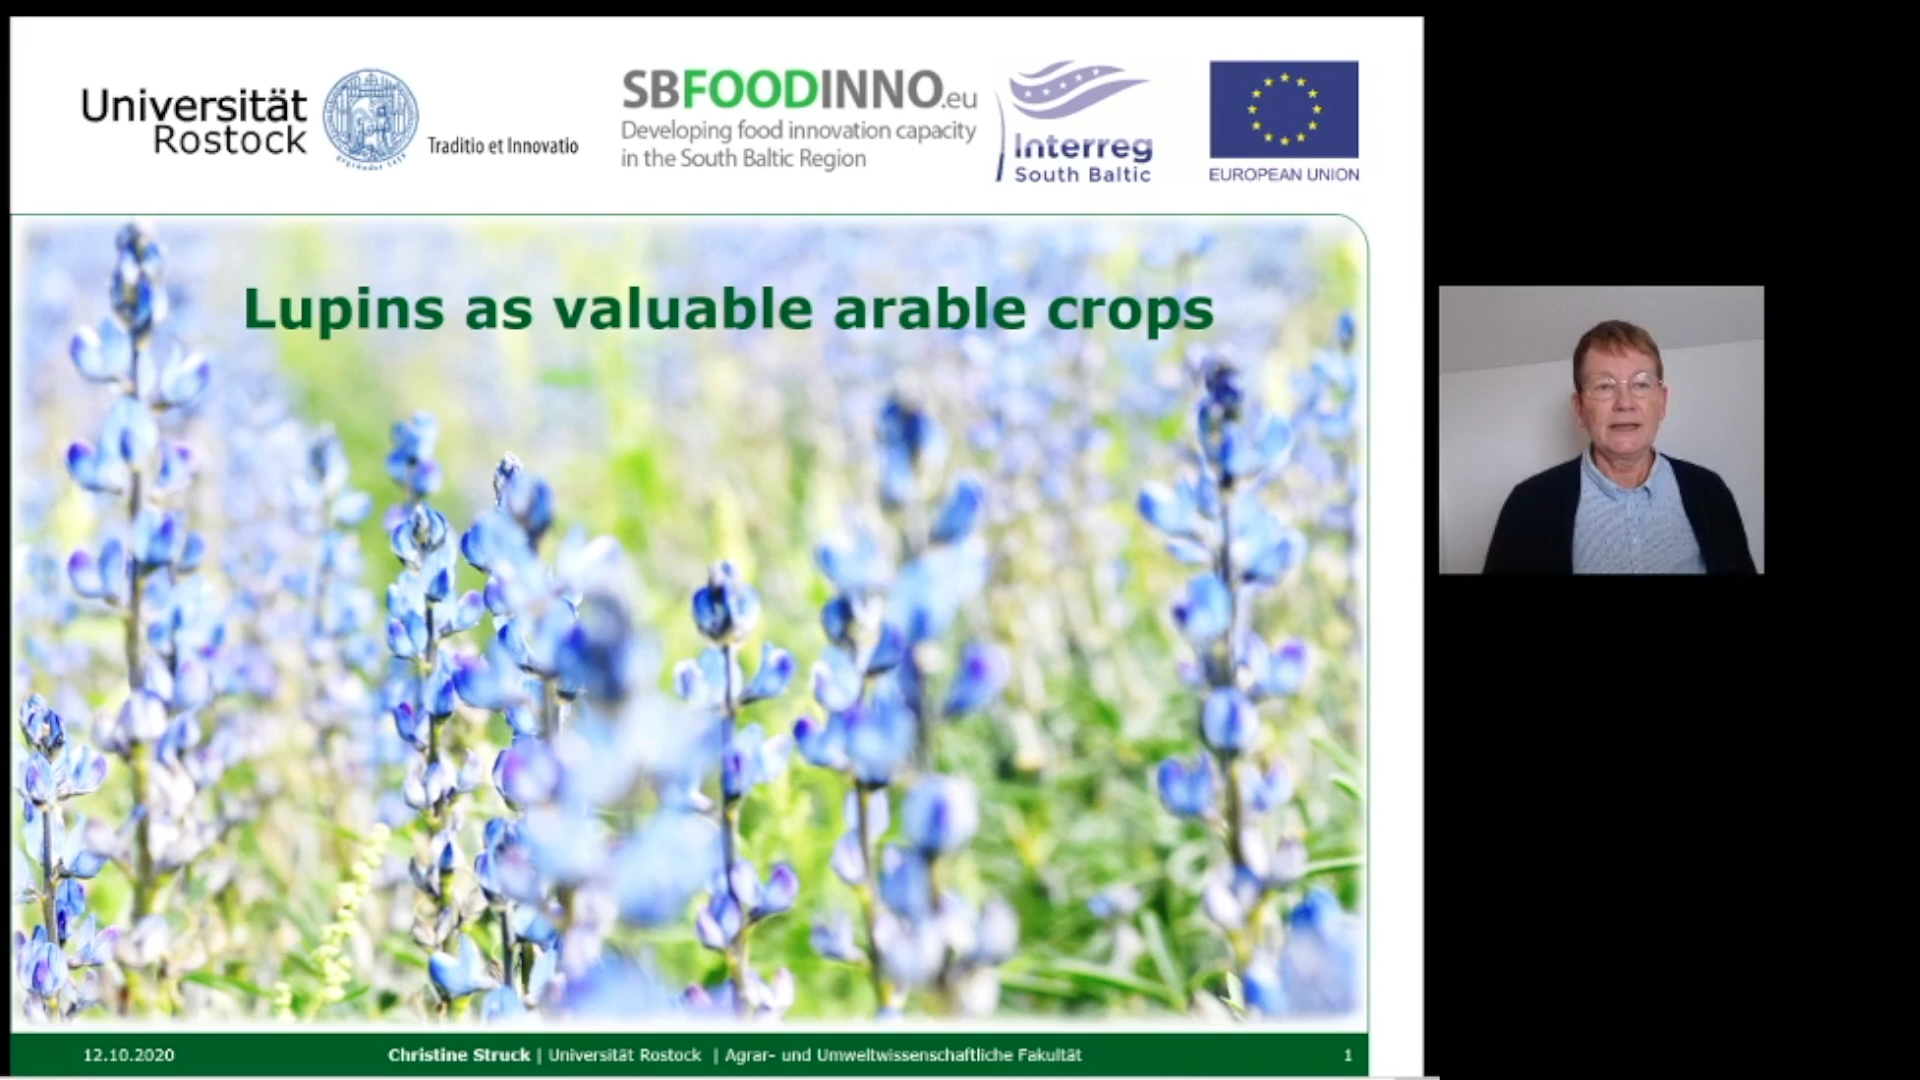 Universität
Rostock
Traditio et Innovatio
SBFOODINNO.eu
Developing food innovation capacity
in the South Baltic Region
Interreg
South Baltic
EUROPEAN UNION
Lupins as valuable arable crops
12.10.2020
Christine Struck | Universität Rostock | Agrar- und Umweltwissenschaftliche Fakultät
1